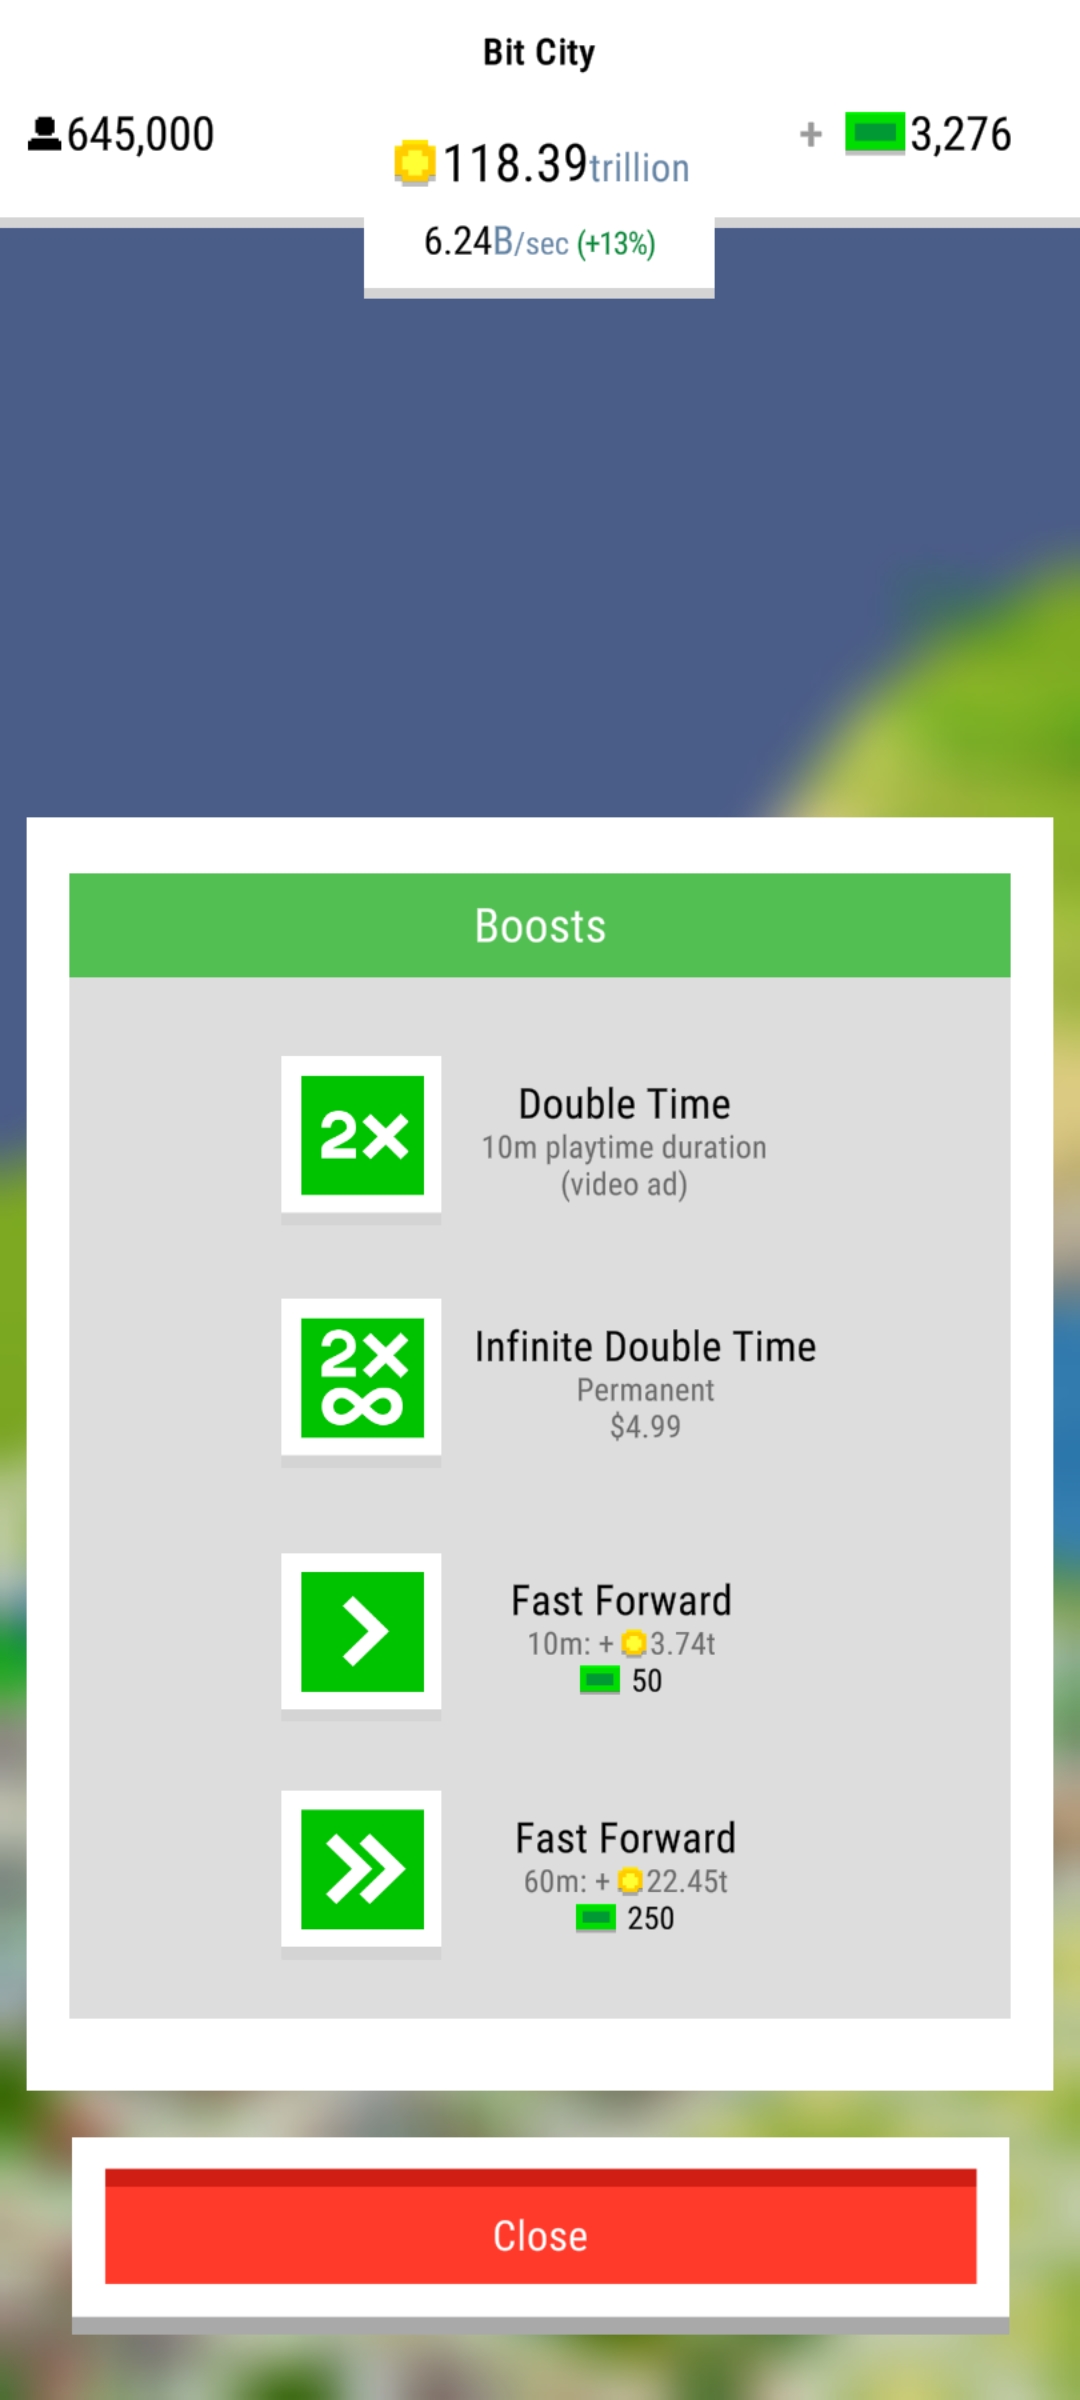 Bit City
645,000
118.39trillion
+ 3,276
6.24B/sec (+13%)
Boosts
2×
Double Time
10m playtime duration
(video ad)
2×
∞
Infinite Double Time
Permanent
$4.99
Fast Forward
10m: + 3.74t
50
Fast Forward
60m: + 22.45t
250
Close